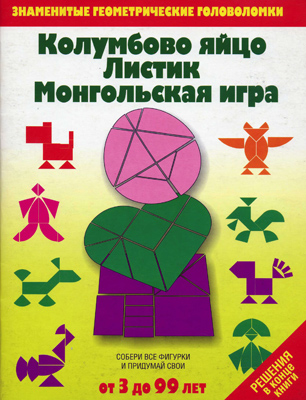 ЗНАМЕНИТЫЕ ГЕОМЕТРИЧЕСКИЕ ГОЛОВОЛОМКИ
Колумбово яйцо
Листик
Монгольская игра
СОБЕРИ ВСЕ ФИГУРКИ
И ПРИДУМАЙ СВОИ
от 3 до 99 лет
РЕШЕНИЯ
В КОНЦЕ
КНИГИ